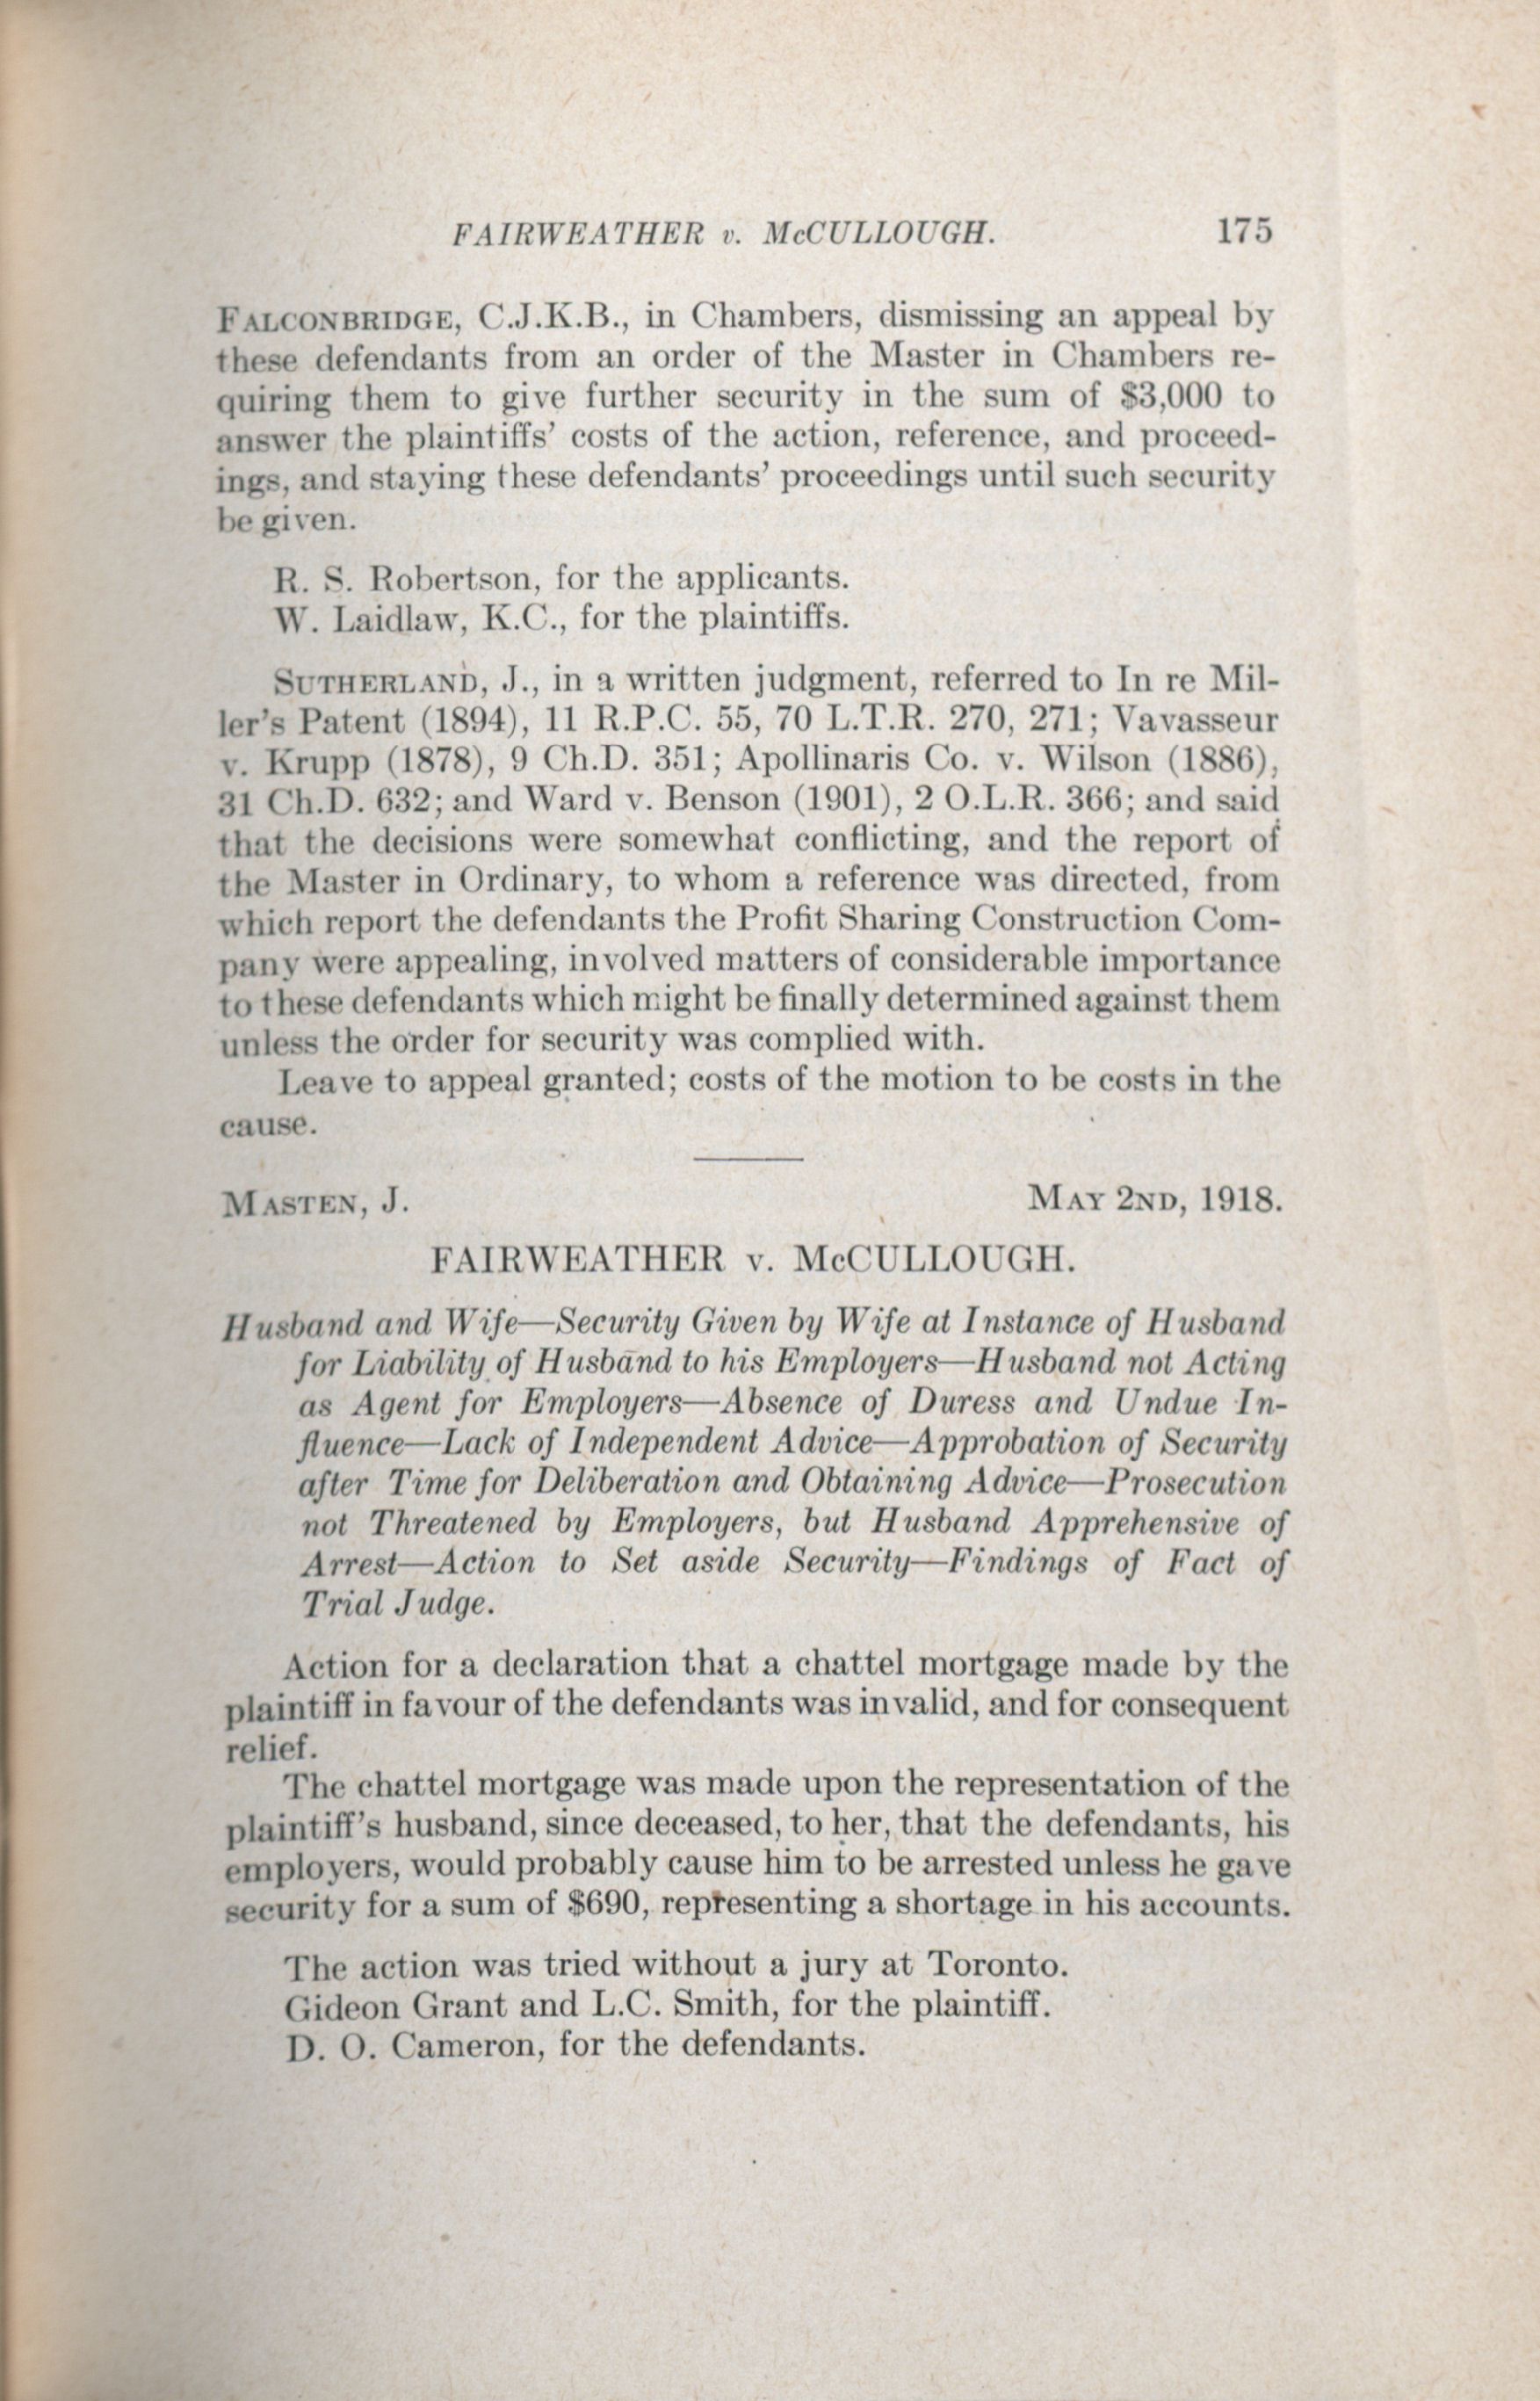 FAIRWEATHER v. McCULLOUGH. 175
FALCONBRIDGE, C.J.K.B., in Chambers, dismissing an appeal by
these defendants from an order of the Master in Chambers re-
quiring them to give further security in the sum of $3,000 to
answer the plaintiffs' costs of the action, reference, and proceed-
ings, and staying these defendants' proceedings until such security
be given.
R. S. Robertson, for the applicants.
W. Laidlaw, K.C., for the plaintiffs.
SUTHERLAND, J., in a written judgment, referred to In re Mil-
ler's Patent (1894), 11 R.P.C. 55, 70 L.T.R. 270, 271; Vavasseur
v. Krupp (1878), 9 Ch.D. 351; Apollinaris Co. v. Wilson (1886),
31 Ch.D. 632; and Ward v. Benson (1901), 2 O.L.R. 366; and said
that the decisions were somewhat conflicting, and the report of
the Master in Ordinary, to whom a reference was directed, from
which report the defendants the Profit Sharing Construction Com-
pany were appealing, involved matters of considerable importance
to these defendants which might be finally determined against them
unless the order for security was complied with.
Leave to appeal granted; costs of the motion to be costs in the
cause.
MASTEN, J. MAY 2ND, 1918.
FAIRWEATHER v. McCULLOUGH.
Husband and Wife—Security Given by Wife at Instance of Husband
for Liability of Husband to his Employers—Husband not Acting
as Agent for Employers—Absence of Duress and Undue In-
fluence—Lack of Independent Advice—Approbation of Security
after Time for Deliberation and Obtaining Advice—Prosecution
not Threatened by Employers, but Husband Apprehensive of
Arrest—Action to Set aside Security—Findings of Fact of
Trial Judge.
Action for a declaration that a chattel mortgage made by the
plaintiff in favour of the defendants was invalid, and for consequent
relief.
The chattel mortgage was made upon the representation of the
plaintiff's husband, since deceased, to her, that the defendants, his
employers, would probably cause him to be arrested unless he gave
security for a sum of $690, representing a shortage in his accounts.
The action was tried without a jury at Toronto.
Gideon Grant and L.C. Smith, for the plaintiff.
D. O. Cameron, for the defendants.